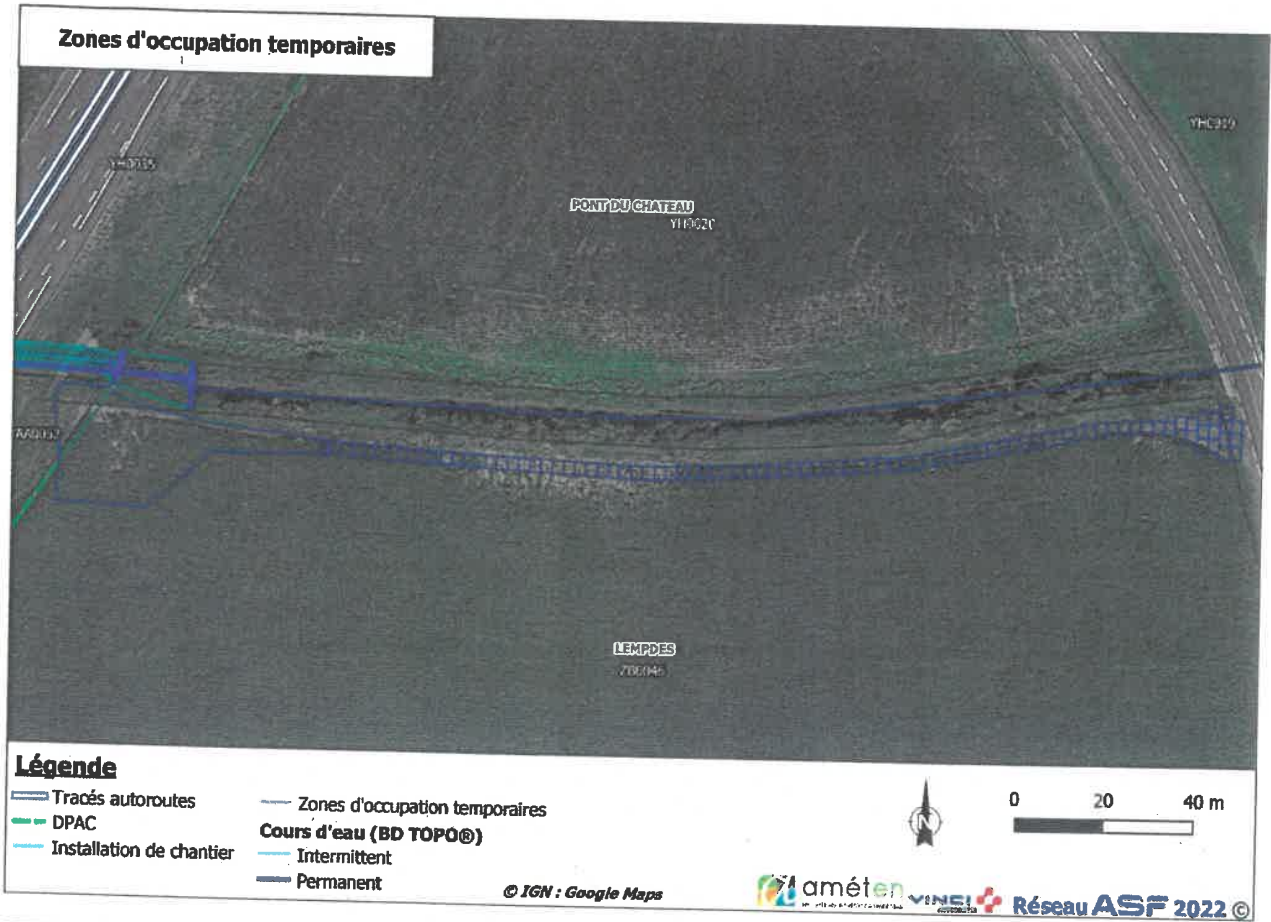 Zones d'occupation temporaires
YH0035
YH0319
PONT DU CHATEAU
YH0020
LEMPDES
ZB0046
Légende
Tracés autoroutes
DPAC
Installation de chantier
Zones d'occupation temporaires
Cours d'eau (BD TOPO®)
Intermittent
Permanent
© IGN : Google Maps
N
0 20 40 m
améten
VINCI
Réseau ASF 2022 ©